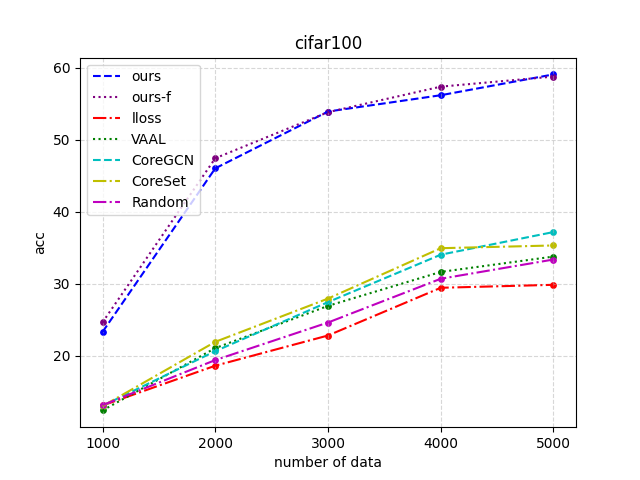 cifar100
ours
ours-f
lloss
VAAL
CoreGCN
CoreSet
Random
acc
60
50
40
30
20
1000 2000 3000 4000 5000
number of data